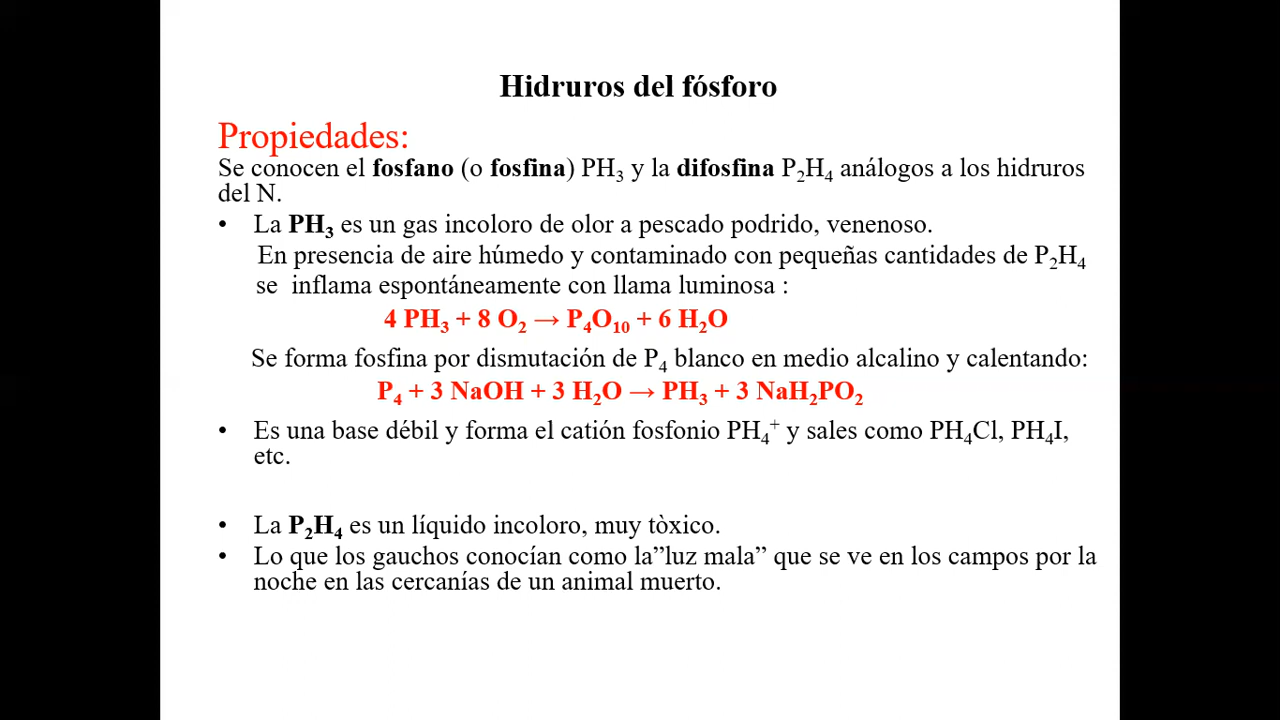 Hidruros del fósforo
Propiedades:
Se conocen el fosfano (o fosfina) PH₃ y la difosfina P₂H₄ análogos a los hidruros
del N.
• La PH₃ es un gas incoloro de olor a pescado podrido, venenoso.
En presencia de aire húmedo y contaminado con pequeñas cantidades de P₂H₄
se inflama espontáneamente con llama luminosa :
4 PH₃ + 8 O₂ → P₄O₁₀ + 6 H₂O
Se forma fosfina por dismutación de P₄ blanco en medio alcalino y calentando:
P₄ + 3 NaOH + 3 H₂O → PH₃ + 3 NaH₂PO₂
• Es una base débil y forma el catión fosfonio PH₄⁺ y sales como PH₄Cl, PH₄I,
etc.
• La P₂H₄ es un líquido incoloro, muy tòxico.
• Lo que los gauchos conocían como la”luz mala” que se ve en los campos por la
noche en las cercanías de un animal muerto.